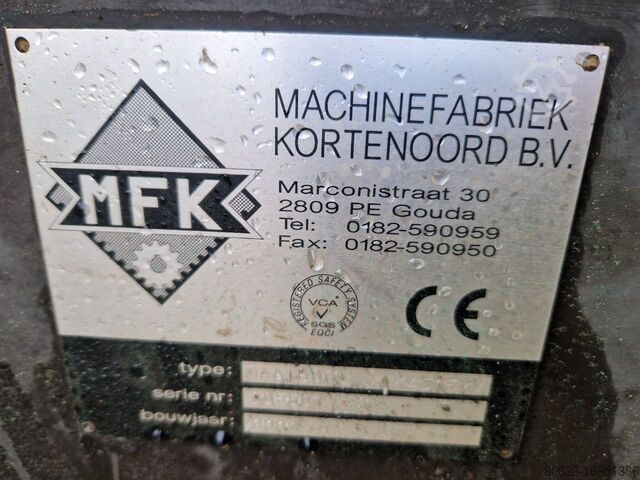 MFK
MACHINEFABRIEK
KORTENOORD B.V.
Marconistraat 30
2809 PE Gouda
Tel: 0182-590959
Fax: 0182-590950
REGISTERED SAFETY SYSTEM
VCA
SGS
EQCI
CE
type:
serie nr:
bouwjaar: